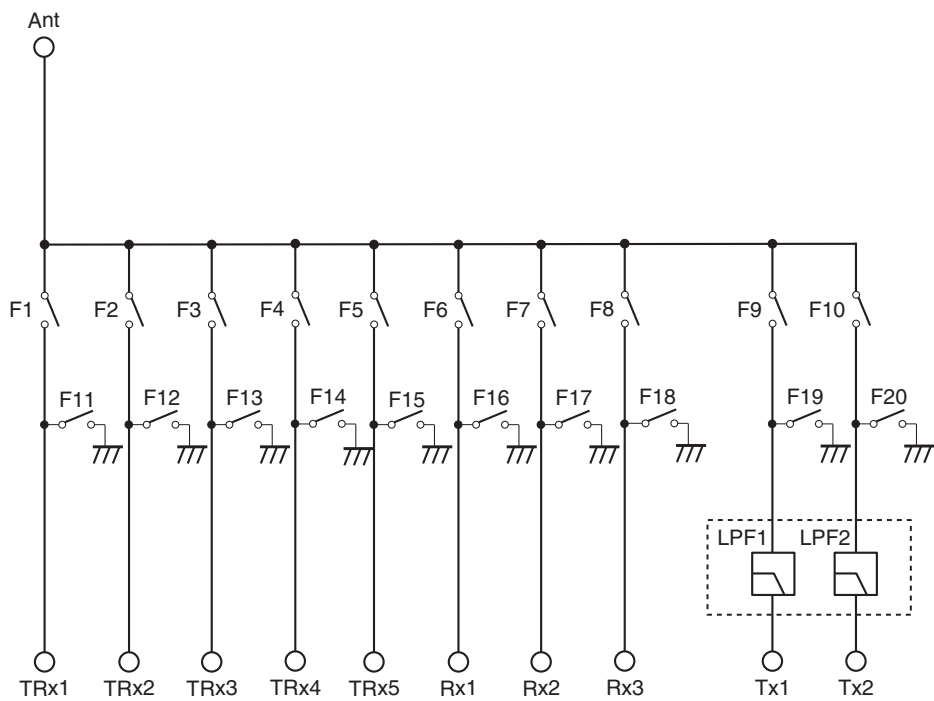 Ant
F1 F2 F3 F4 F5 F6 F7 F8 F9 F10
F11 F12 F13 F14 F15 F16 F17 F18 F19 F20
LPF1 LPF2
TRx1 TRx2 TRx3 TRx4 TRx5 Rx1 Rx2 Rx3 Tx1 Tx2